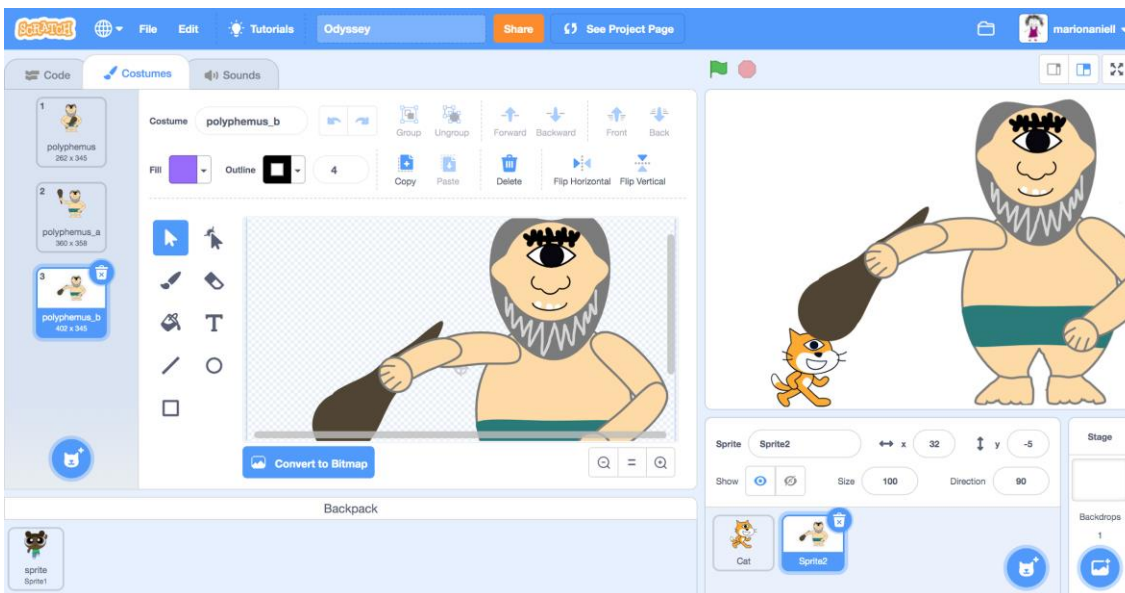 SCRATCH File Edit Tutorials Odyssey Share See Project Page marionaniell
Code Costumes Sounds
1
polyphemus
262 x 345
2
polyphemus_a
360 x 358
3
polyphemus_b
402 x 345
Costume polyphemus_b Group Ungroup Forward Backward Front Back
Fill Outline 4 Copy Paste Delete Flip Horizontal Flip Vertical
T
Convert to Bitmap
Sprite Sprite2 x 32 y -5
Show Size 100 Direction 90
Cat Sprite2
Stage
Backdrops
1
Backpack
sprite
Sprite1